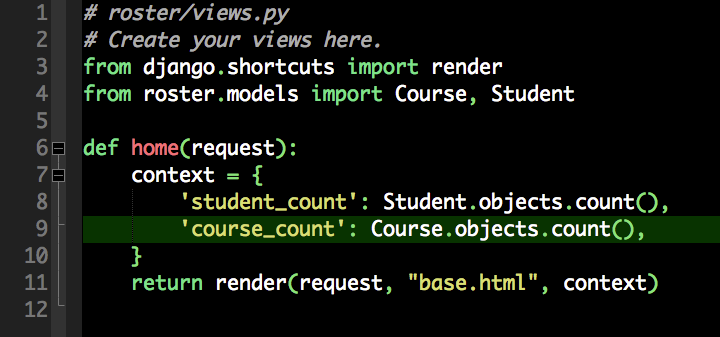 1 # roster/views.py
2 # Create your views here.
3 from django.shortcuts import render
4 from roster.models import Course, Student
5
6 def home(request):
7     context = {
8         'student_count': Student.objects.count(),
9         'course_count': Course.objects.count(),
10     }
11     return render(request, "base.html", context)
12